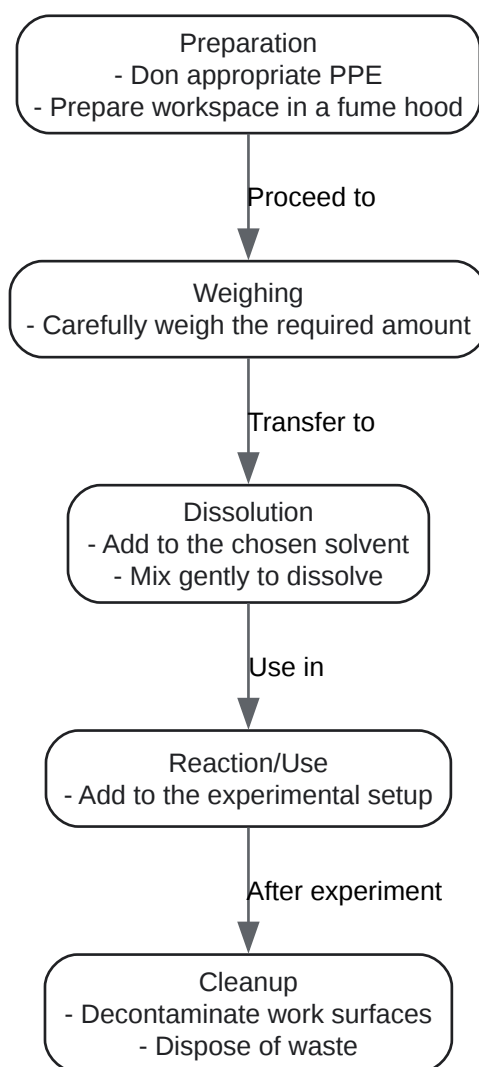 Preparation
- Don appropriate PPE
- Prepare workspace in a fume hood
Proceed to
Weighing
- Carefully weigh the required amount
Transfer to
Dissolution
- Add to the chosen solvent
- Mix gently to dissolve
Use in
Reaction/Use
- Add to the experimental setup
After experiment
Cleanup
- Decontaminate work surfaces
- Dispose of waste